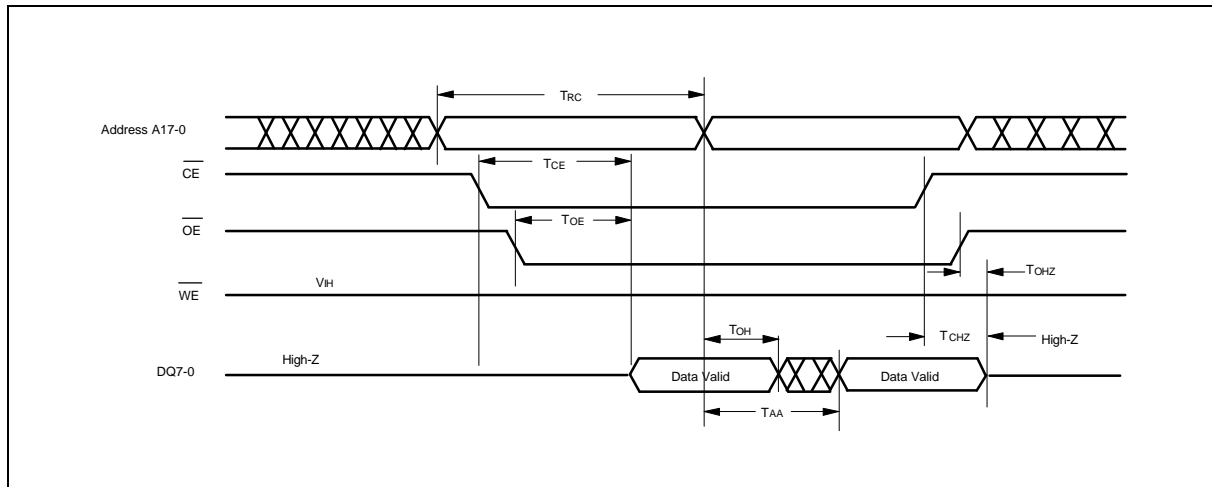 TRC
Address A17-0
TCE
CE
TOE
OE
TOHZ
VIH
WE
TOH
TCHZ
High-Z
High-Z
DQ7-0
Data Valid
Data Valid
TAA